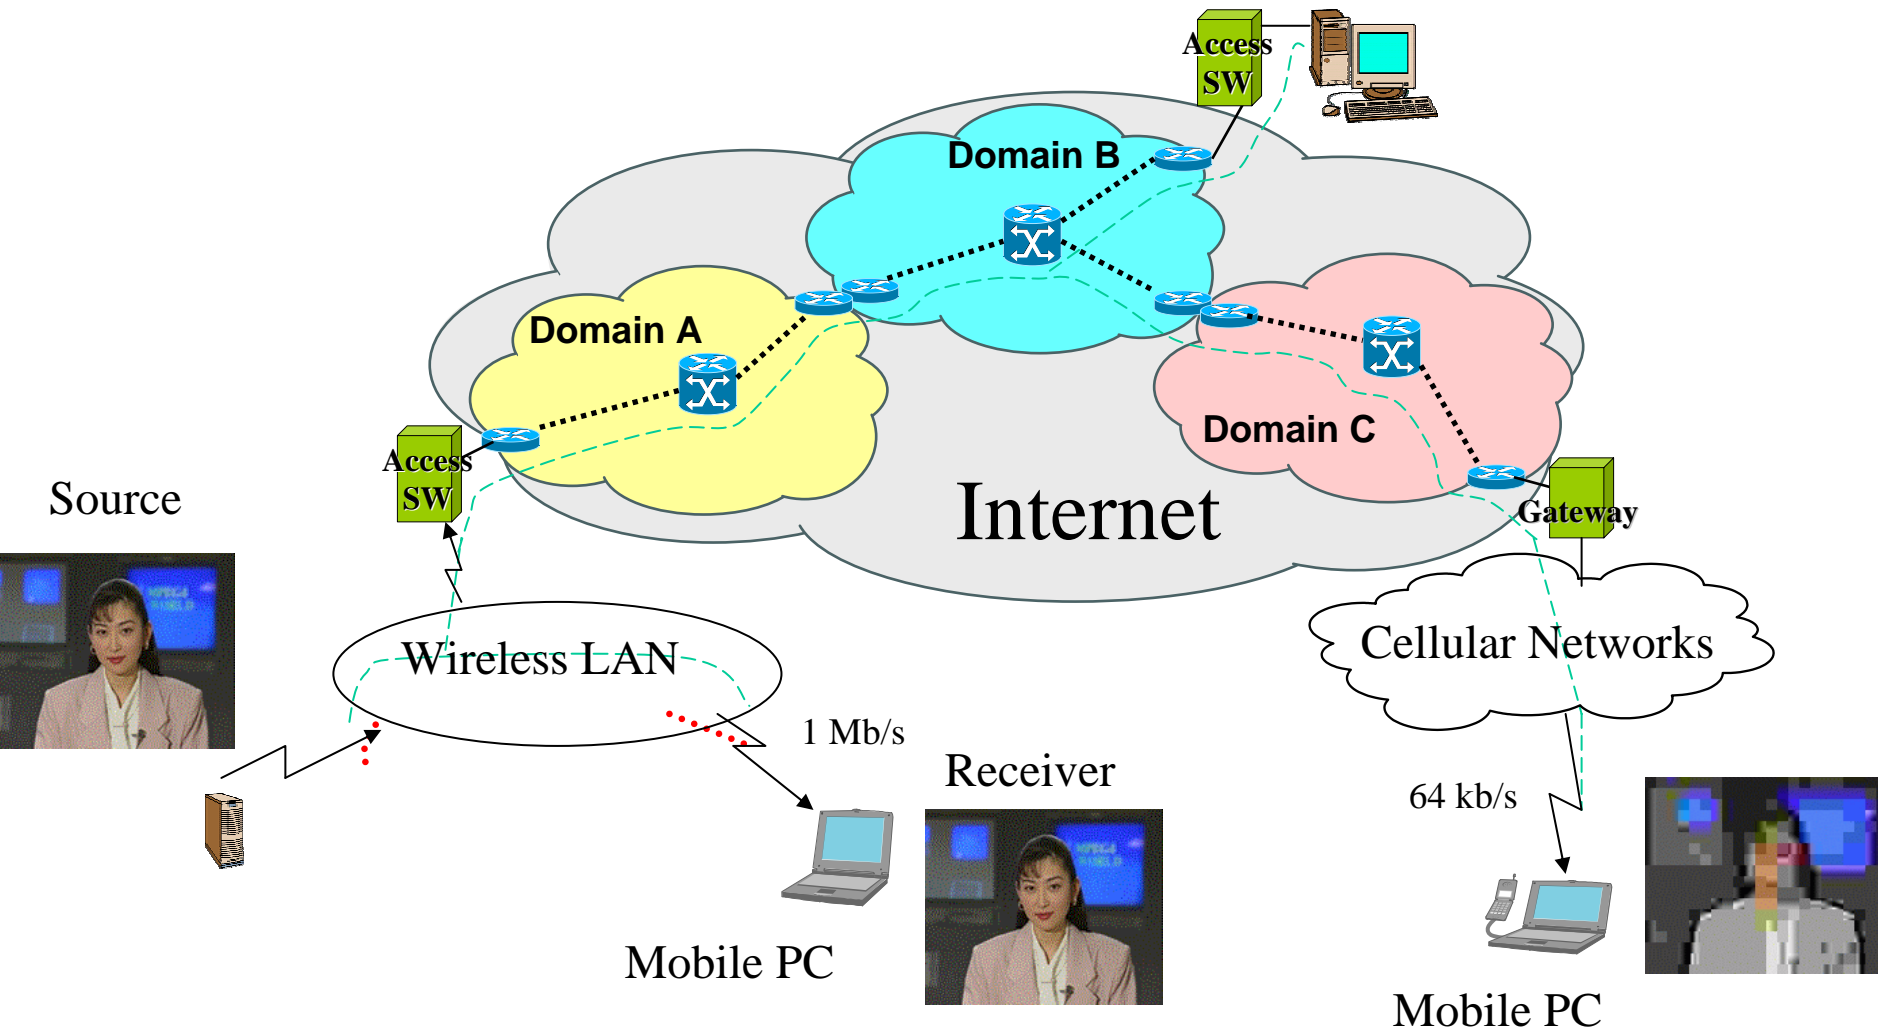 Access
SW
Domain B
Domain A
Domain C
Access
SW
Source
Internet
Gateway
Wireless LAN
Cellular Networks
1 Mb/s
Receiver
64 kb/s
Mobile PC
Mobile PC